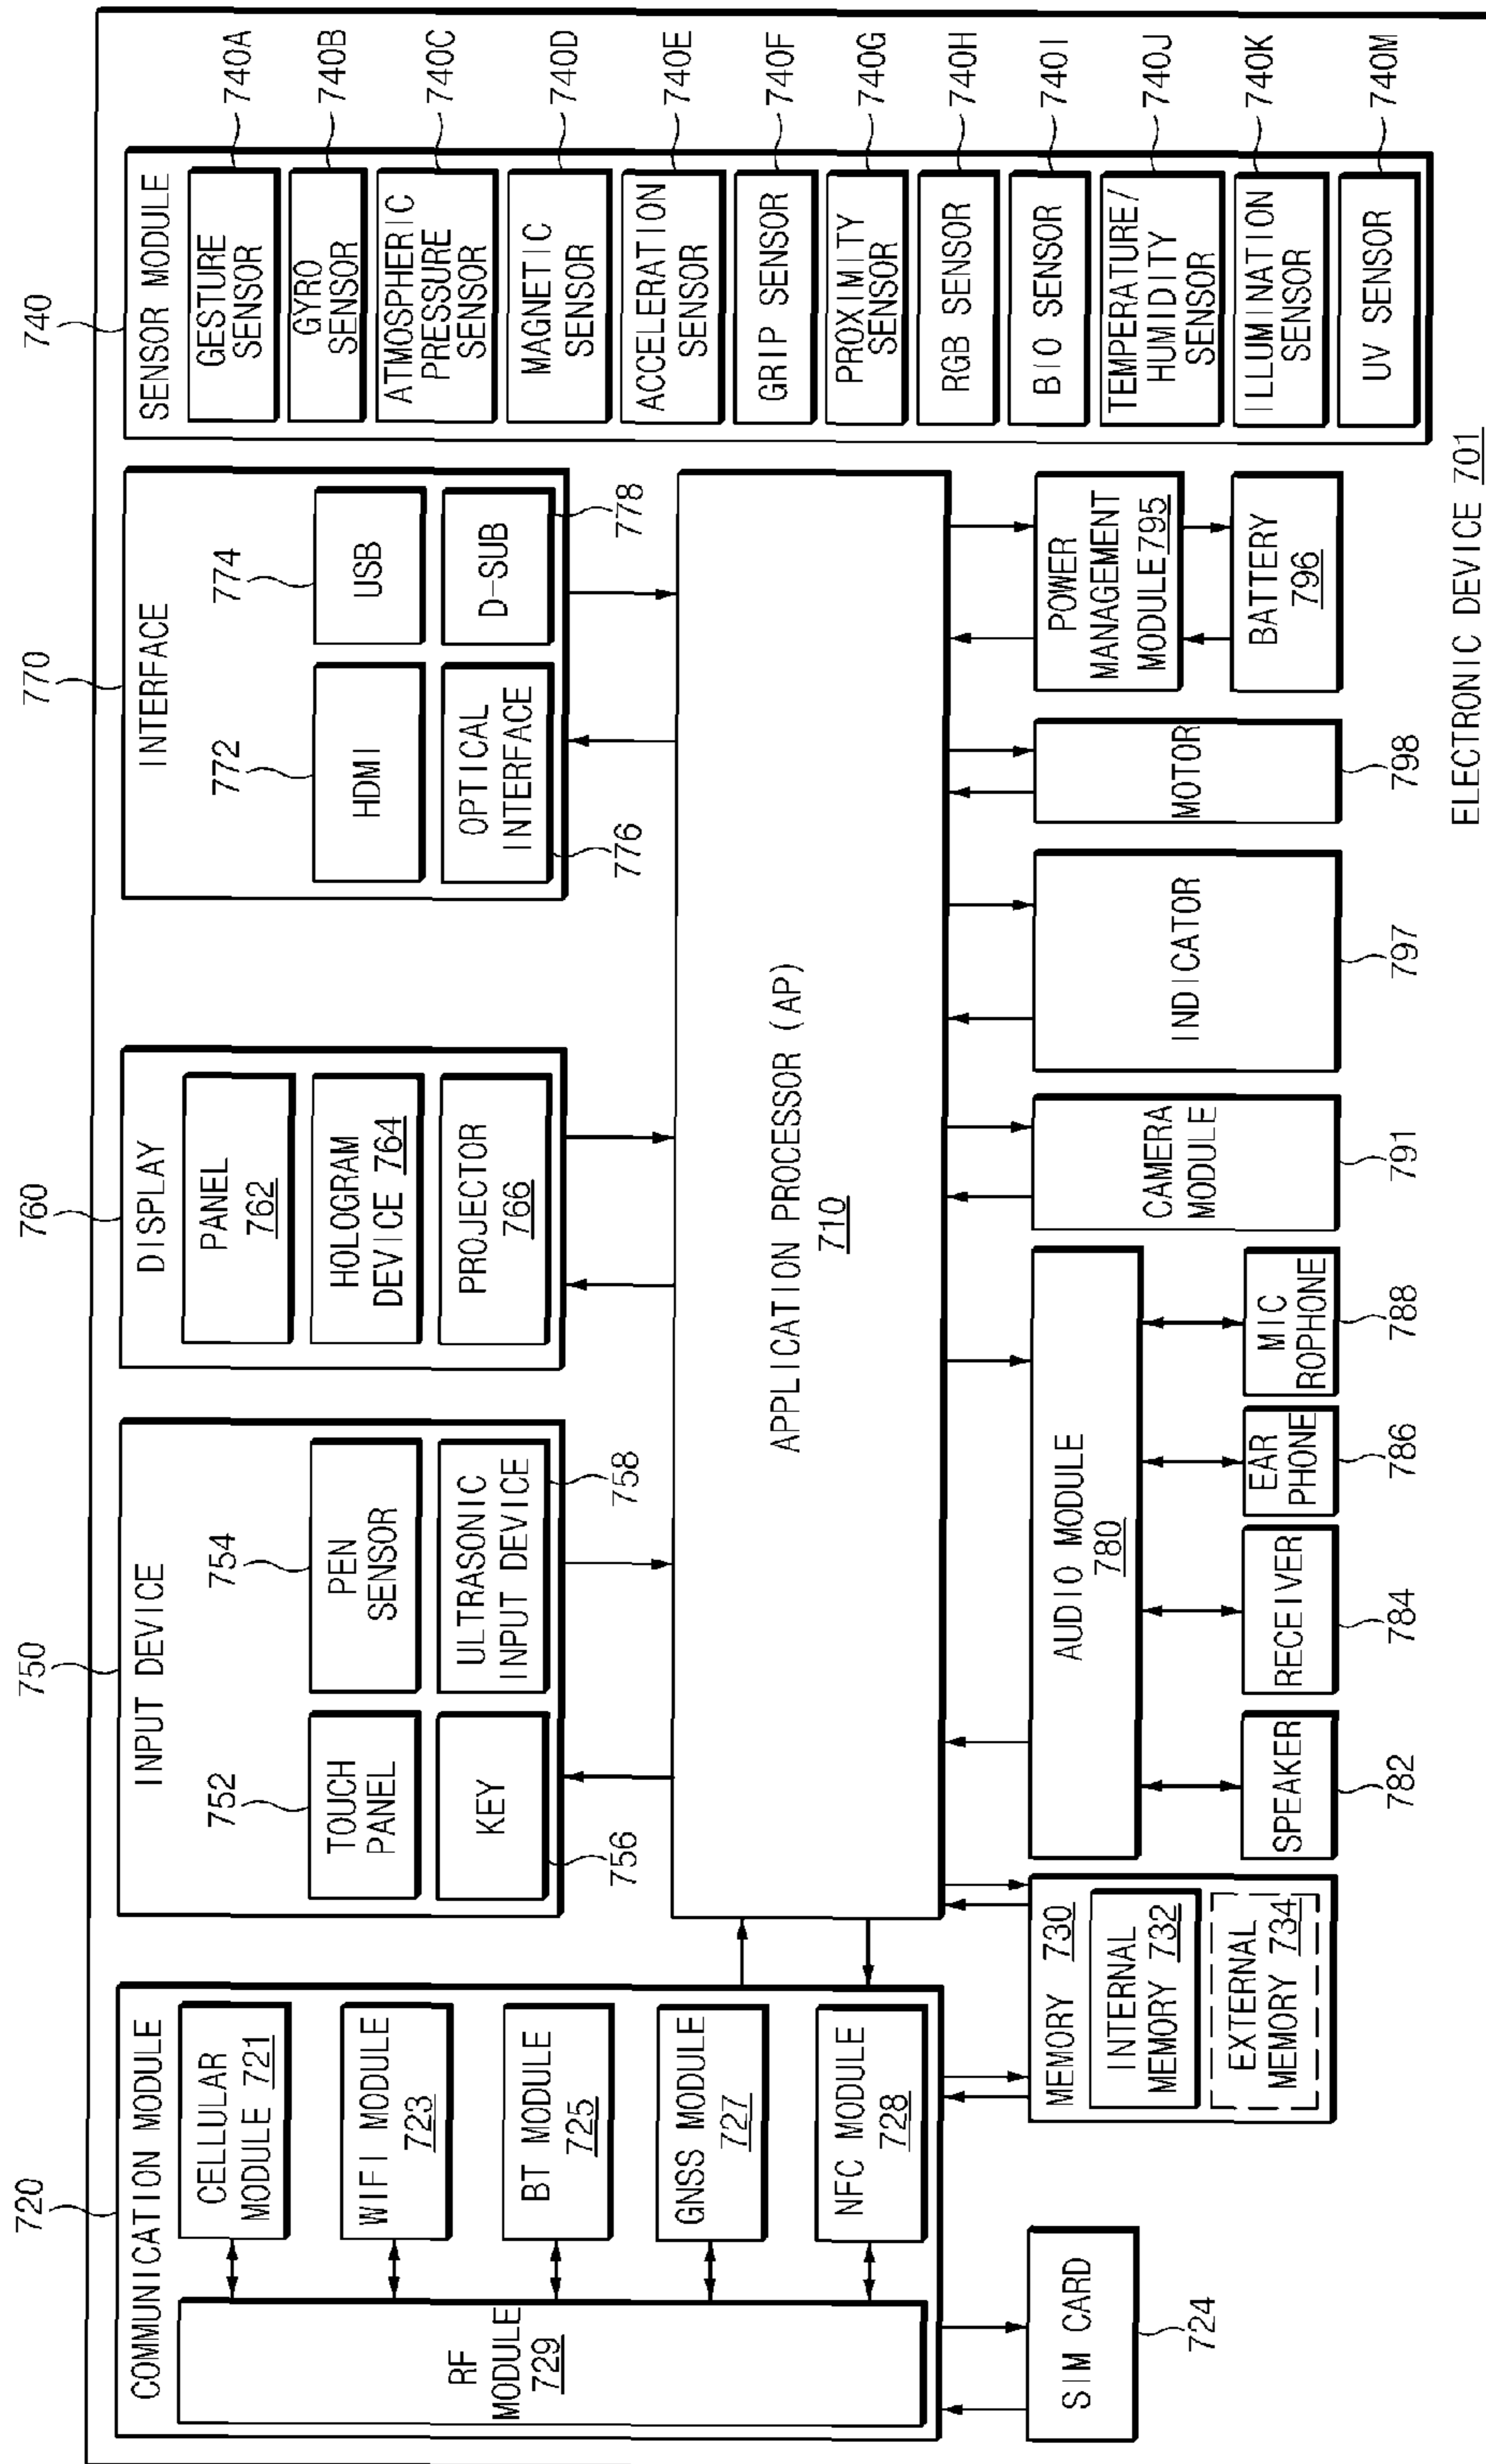 720
COMMUNICATION MODULE
RF
MODULE
729
CELLULAR
MODULE 721
WIFI MODULE
723
BT MODULE
725
GNSS MODULE
727
NFC MODULE
728
SIM CARD
724
750
INPUT DEVICE
752
TOUCH
PANEL
754
PEN
SENSOR
KEY
756
ULTRASONIC
INPUT DEVICE
758
760
DISPLAY
PANEL
762
HOLOGRAM
DEVICE 764
PROJECTOR
766
770
INTERFACE
772
HDMI
774
USB
OPTICAL
INTERFACE
776
D-SUB
778
740
SENSOR MODULE
GESTURE
SENSOR
740A
GYRO
SENSOR
740B
ATMOSPHERIC
PRESSURE
SENSOR
740C
MAGNETIC
SENSOR
740D
ACCELERATION
SENSOR
740E
GRIP SENSOR
740F
PROXIMITY
SENSOR
740G
RGB SENSOR
740H
BIO SENSOR
740I
TEMPERATURE/
HUMIDITY
SENSOR
740J
ILLUMINATION
SENSOR
740K
UV SENSOR
740M
APPLICATION PROCESSOR (AP)
710
MEMORY 730
INTERNAL
MEMORY 732
EXTERNAL
MEMORY 734
AUDIO MODULE
780
SPEAKER
782
RECEIVER
784
EAR
PHONE
786
MIC
ROPHONE
788
CAMERA
MODULE
791
INDICATOR
797
MOTOR
798
POWER
MANAGEMENT
MODULE 795
BATTERY
796
ELECTRONIC DEVICE 701